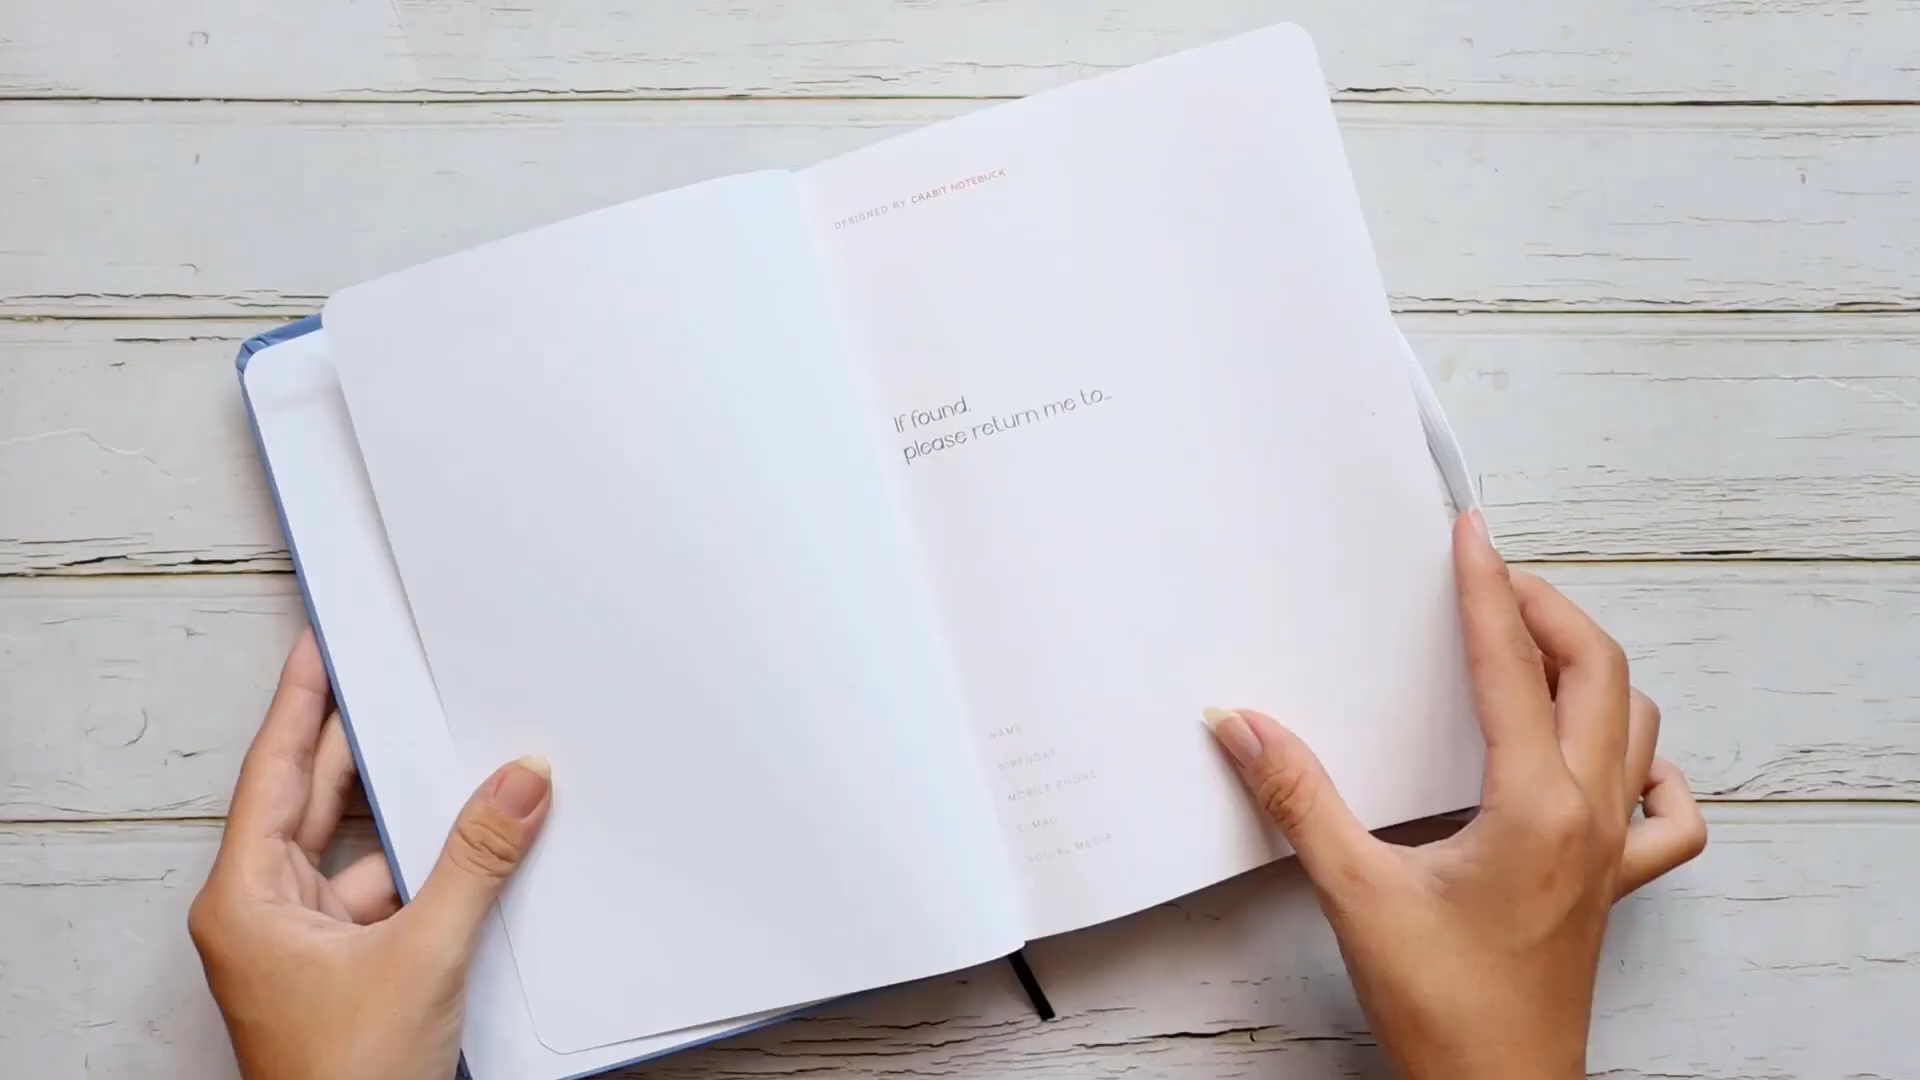 DESIGNED BY CRABIT NOTEBUCK
If found,
please return me to...
NAME
BIRTHDAY
MOBILE PHONE
E-MAIL
SOCIAL MEDIA